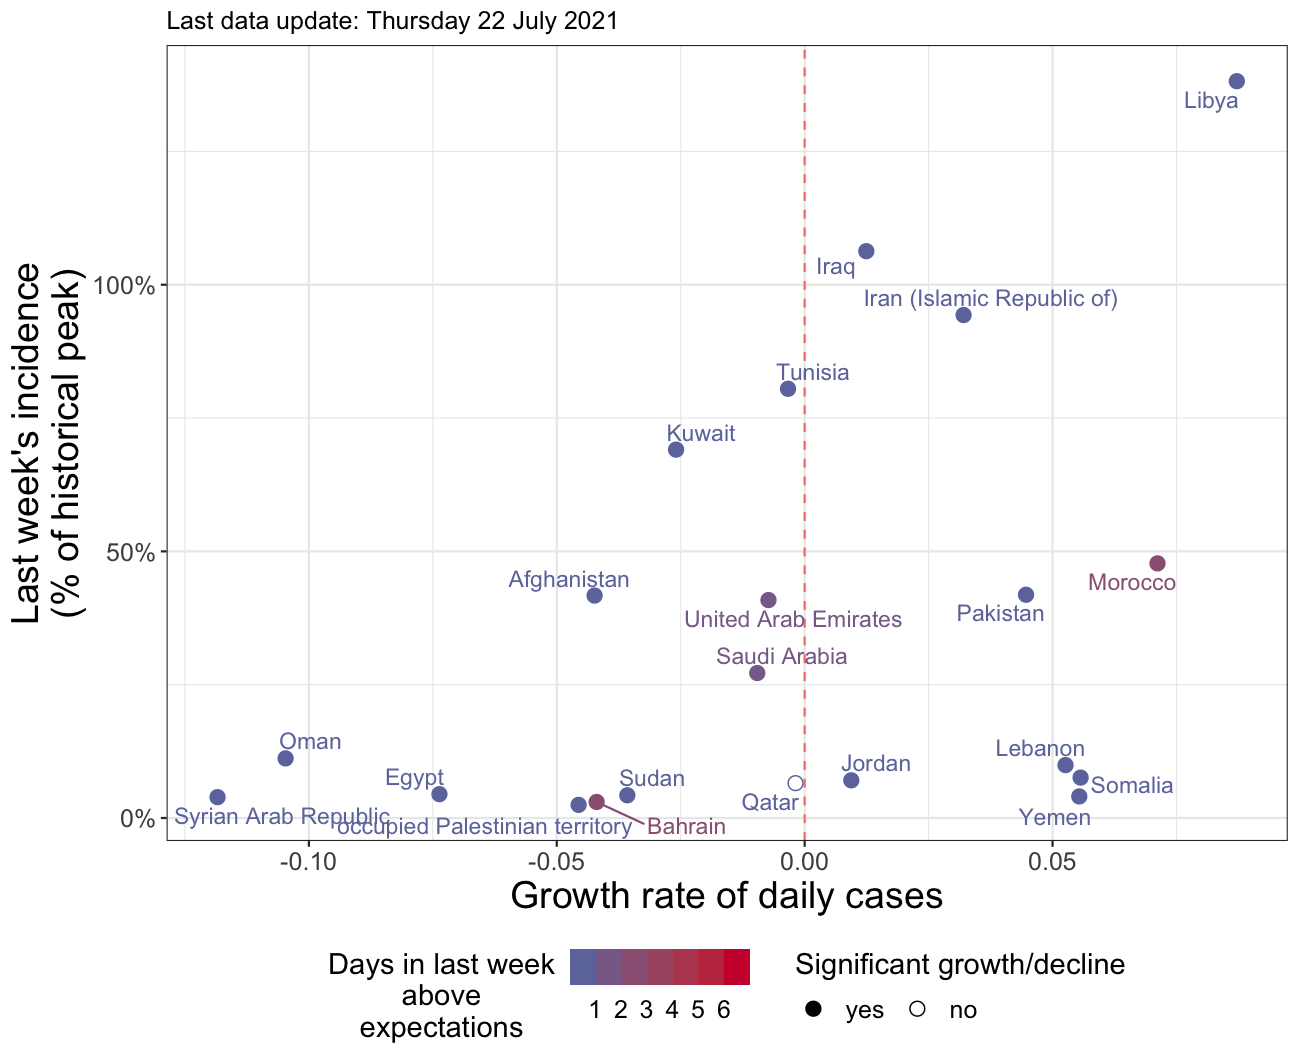 Last data update: Thursday 22 July 2021
Last week's incidence
(% of historical peak)
100%
50%
0%
Libya
Iraq
Iran (Islamic Republic of)
Tunisia
Kuwait
Afghanistan
Morocco
United Arab Emirates
Pakistan
Saudi Arabia
Oman
Lebanon
Jordan
Egypt
Sudan
Somalia
Qatar
Syrian Arab Republic
Yemen
occupied Palestinian territory
Bahrain
-0.10
-0.05
0.00
0.05
Growth rate of daily cases
Days in last week
above
expectations
1 2 3 4 5 6
Significant growth/decline
yes
no